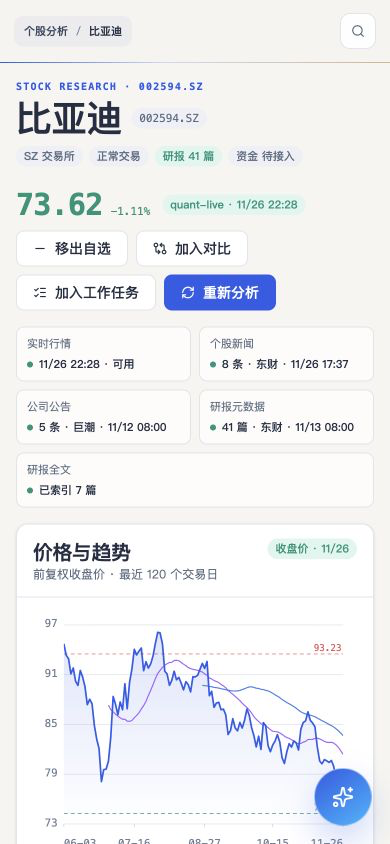 个股分析 / 比亚迪
STOCK RESEARCH · 002594.SZ
比亚迪 002594.SZ
SZ 交易所 正常交易 研报 41 篇 资金 待接入
73.62 -1.11% quant-live · 11/26 22:28
移出自选 加入对比
加入工作任务 重新分析
实时行情 个股新闻
11/26 22:28 · 可用 8 条 · 东财 · 11/26 17:37
公司公告 研报元数据
5 条 · 巨潮 · 11/12 08:00 41 篇 · 东财 · 11/13 08:00
研报全文
已索引 7 篇
价格与趋势 收盘价 · 11/26
前复权收盘价 · 最近 120 个交易日
97
93.23
91
85
79
73
06-03 07-16 08-27 10-15 11-26